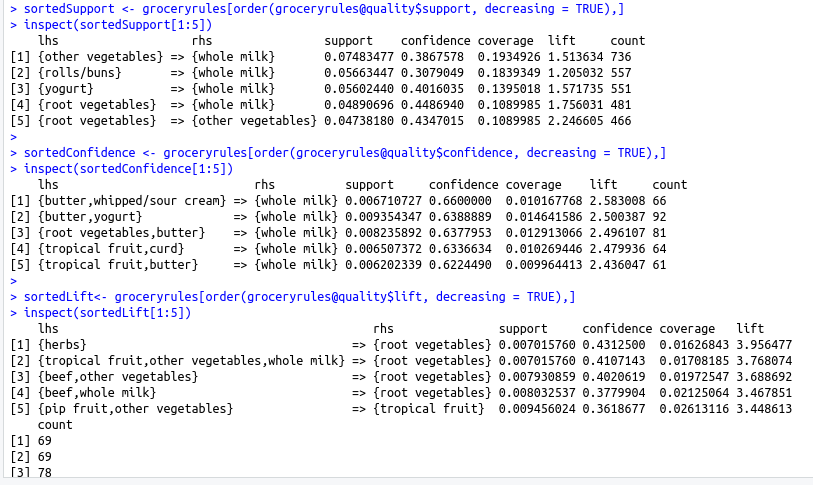 > sortedSupport <- groceryrules[order(groceryrules@quality$support, decreasing = TRUE),]
> inspect(sortedSupport[1:5])
    lhs                   rhs                support    confidence coverage  lift     count
[1] {other vegetables} => {whole milk}       0.07483477 0.3867578  0.1934926 1.513634 736
[2] {rolls/buns}       => {whole milk}       0.05663447 0.3079049  0.1839349 1.205032 557
[3] {yogurt}           => {whole milk}       0.05602440 0.4016035  0.1395018 1.571735 551
[4] {root vegetables}  => {whole milk}       0.04890696 0.4486940  0.1089985 1.756031 481
[5] {root vegetables}  => {other vegetables} 0.04738180 0.4347015  0.1089985 2.246605 466
>
> sortedConfidence <- groceryrules[order(groceryrules@quality$confidence, decreasing = TRUE),]
> inspect(sortedConfidence[1:5])
    lhs                             rhs          support     confidence coverage    lift     count
[1] {butter,whipped/sour cream} => {whole milk} 0.006710727 0.6600000  0.010167768 2.583008 66
[2] {butter,yogurt}             => {whole milk} 0.009354347 0.6388889  0.014641586 2.500387 92
[3] {root vegetables,butter}    => {whole milk} 0.008235892 0.6377953  0.012913066 2.496107 81
[4] {tropical fruit,curd}       => {whole milk} 0.006507372 0.6336634  0.010269446 2.479936 64
[5] {tropical fruit,butter}     => {whole milk} 0.006202339 0.6224490  0.009964413 2.436047 61
>
> sortedLift<- groceryrules[order(groceryrules@quality$lift, decreasing = TRUE),]
> inspect(sortedLift[1:5])
    lhs                                             rhs               support     confidence coverage   lift
[1] {herbs}                                      => {root vegetables} 0.007015760 0.4312500  0.01626843 3.956477
[2] {tropical fruit,other vegetables,whole milk} => {root vegetables} 0.007015760 0.4107143  0.01708185 3.768074
[3] {beef,other vegetables}                      => {root vegetables} 0.007930859 0.4020619  0.01972547 3.688692
[4] {beef,whole milk}                            => {root vegetables} 0.008032537 0.3779904  0.02125064 3.467851
[5] {pip fruit,other vegetables}                 => {tropical fruit}  0.009456024 0.3618677  0.02613116 3.448613
    count
[1] 69
[2] 69
[3] 78